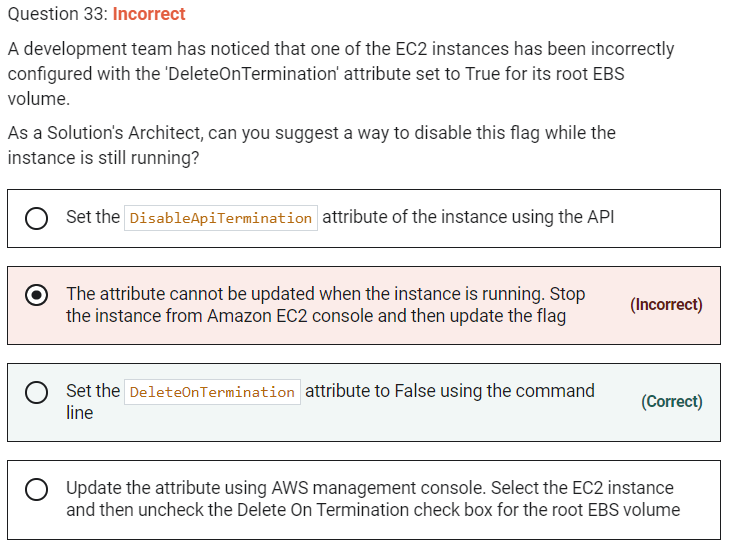 Question 33: Incorrect
A development team has noticed that one of the EC2 instances has been incorrectly
configured with the 'DeleteOnTermination' attribute set to True for its root EBS
volume.
As a Solution's Architect, can you suggest a way to disable this flag while the
instance is still running?
Set the DisableApiTermination attribute of the instance using the API
The attribute cannot be updated when the instance is running. Stop
the instance from Amazon EC2 console and then update the flag
(Incorrect)
Set the DeleteOnTermination attribute to False using the command
line
(Correct)
Update the attribute using AWS management console. Select the EC2 instance
and then uncheck the Delete On Termination check box for the root EBS volume